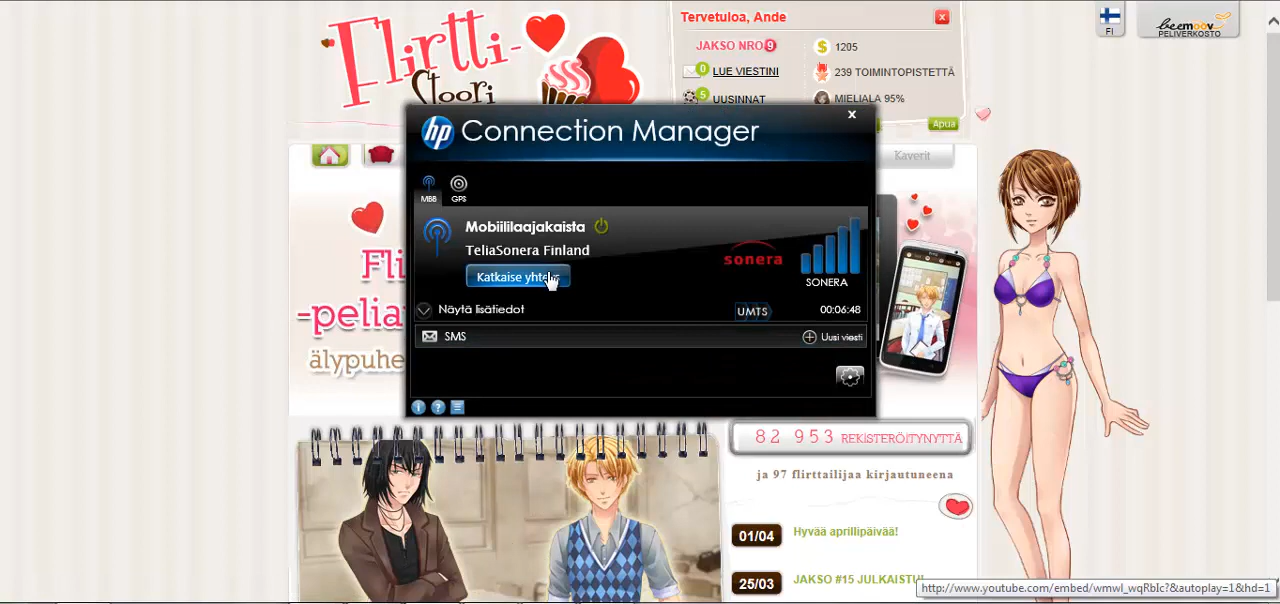 Flirtti-
Stoori
Tervetuloa, Ande
JAKSO NRO 9
1205
0 LUE VIESTINI
239 TOIMINTOPISTETTÄ
5 UUSINNAT
MIELIALA 95%
Apua
FI
beemoov
PELIVERKOSTO
Kaverit
hp Connection Manager
MBB
GPS
Mobiililaajakaista
TeliaSonera Finland
Katkaise
sonera
SONERA
Näytä lisätiedot
UMTS
00:06:48
SMS
Uusi viesti
Fli
-pelia
älypuhe
82 953 REKISTERÖITYNYTTÄ
ja 97 flirttailijaa kirjautuneena
01/04
Hyvää aprillipäivää!
25/03
JAKSO #15 JULKAISTU!
http://www.youtube.com/embed/wmwl_wqRbIc?&autoplay=1&hd=1